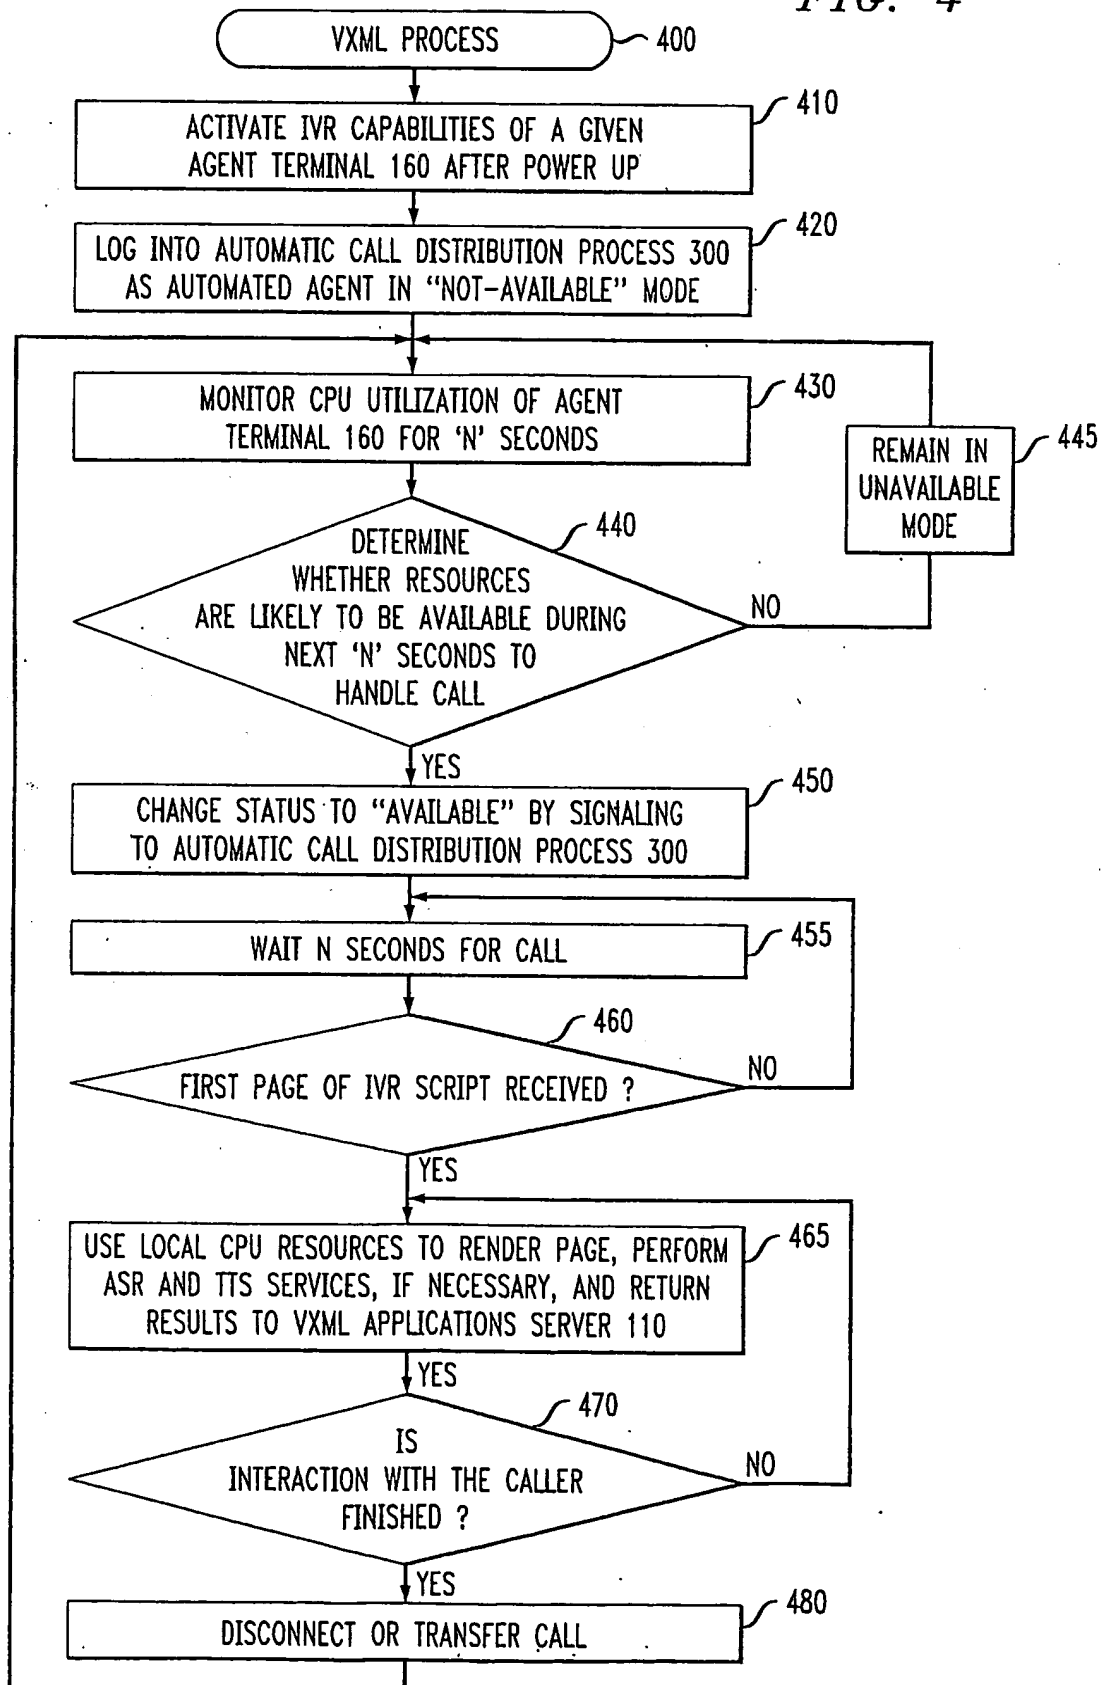 FIG. 4
VXML PROCESS
400
410
ACTIVATE IVR CAPABILITIES OF A GIVEN
AGENT TERMINAL 160 AFTER POWER UP
420
LOG INTO AUTOMATIC CALL DISTRIBUTION PROCESS 300
AS AUTOMATED AGENT IN “NOT-AVAILABLE” MODE
430
MONITOR CPU UTILIZATION OF AGENT
TERMINAL 160 FOR ‘N’ SECONDS
445
REMAIN IN
UNAVAILABLE
MODE
440
DETERMINE
WHETHER RESOURCES
ARE LIKELY TO BE AVAILABLE DURING
NEXT ‘N’ SECONDS TO
HANDLE CALL
NO
YES
450
CHANGE STATUS TO “AVAILABLE” BY SIGNALING
TO AUTOMATIC CALL DISTRIBUTION PROCESS 300
455
WAIT N SECONDS FOR CALL
460
FIRST PAGE OF IVR SCRIPT RECEIVED ?
NO
YES
465
USE LOCAL CPU RESOURCES TO RENDER PAGE, PERFORM
ASR AND TTS SERVICES, IF NECESSARY, AND RETURN
RESULTS TO VXML APPLICATIONS SERVER 110
YES
470
IS
INTERACTION WITH THE CALLER
FINISHED ?
NO
YES
480
DISCONNECT OR TRANSFER CALL